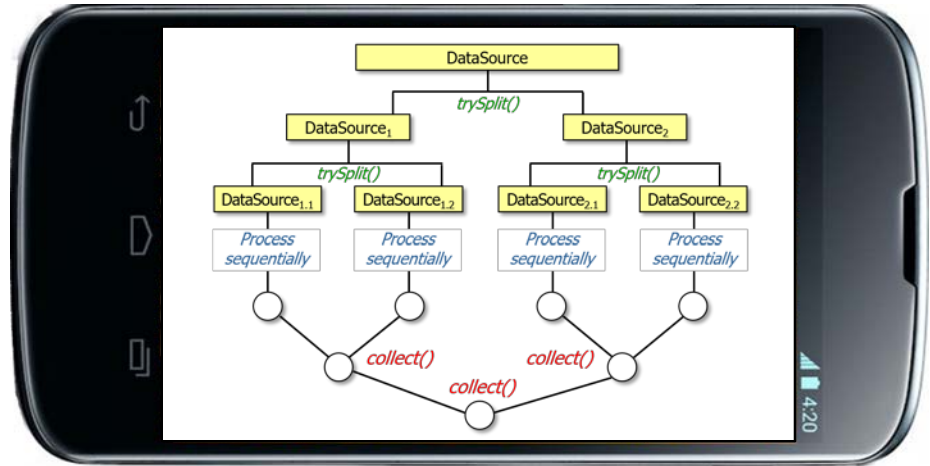 DataSource
trySplit()
DataSource₁ DataSource₂
trySplit() trySplit()
DataSource₁.₁ DataSource₁.₂ DataSource₂.₁ DataSource₂.₂
Process Process Process Process
sequentially sequentially sequentially sequentially
collect() collect()
collect()
4:20